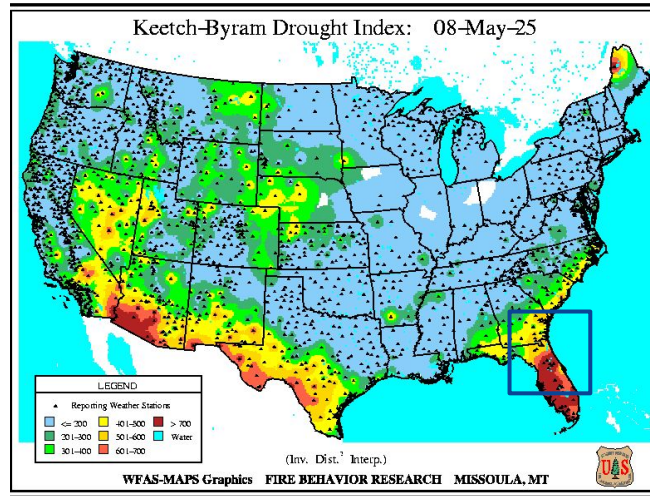 Keetch-Byram Drought Index: 08-May-25
LEGEND
Reporting Weather Stations
<= 200 401-500 > 700
201-300 501-600 Water
301-400 601-700
(Inv. Dist.² Interp.)
WFAS-MAPS Graphics FIRE BEHAVIOR RESEARCH MISSOULA, MT
U S